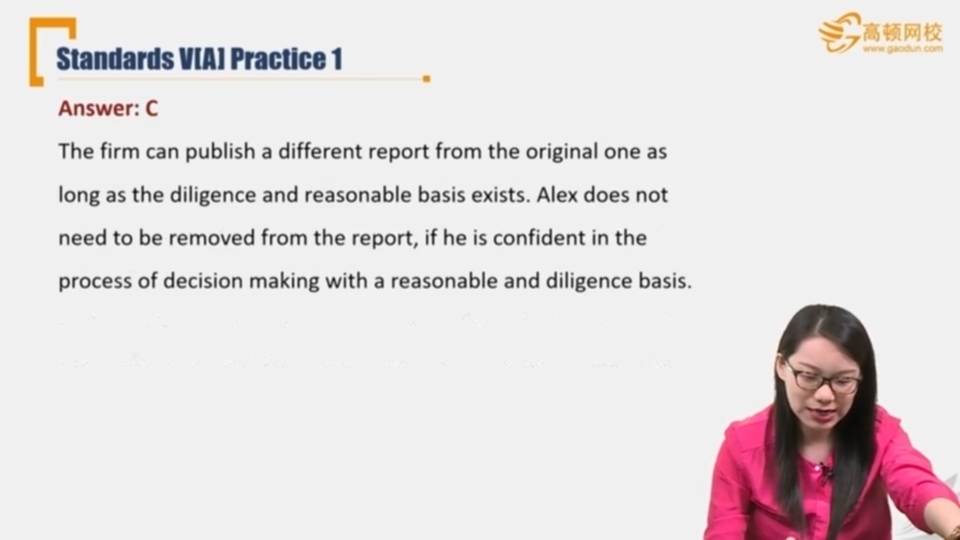 高顿网校
www.gaodun.com
Standards V[A] Practice 1
Answer: C
The firm can publish a different report from the original one as
long as the diligence and reasonable basis exists. Alex does not
need to be removed from the report, if he is confident in the
process of decision making with a reasonable and diligence basis.